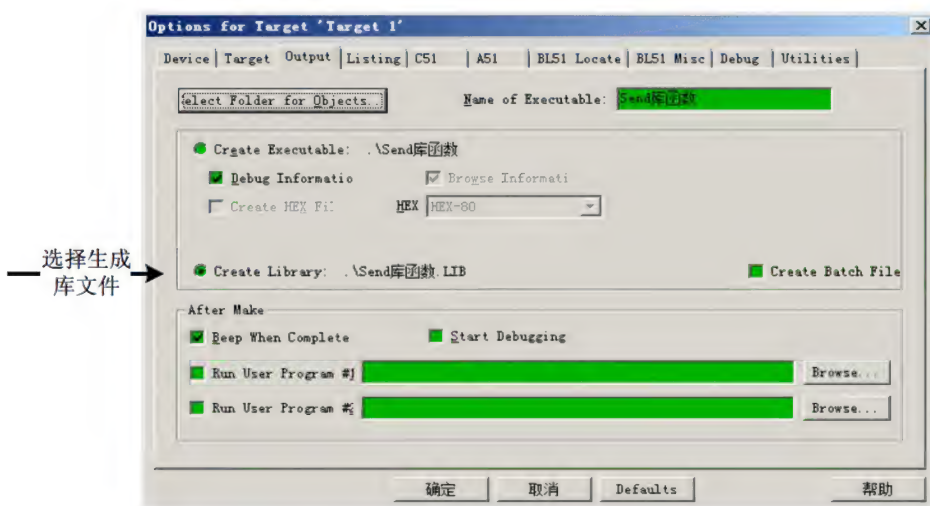 Options for Target 'Target 1'
Device Target Output Listing C51 A51 BL51 Locate BL51 Misc Debug Utilities
elect Folder for Objects.. Name of Executable: Send库函数
Create Executable: .\Send库函数
Debug Informatio Browse Informati
Create HEX Fi: HEX HEX-80
选择生成
库文件
Create Library: .\Send库函数.LIB Create Batch File
After Make
Beep When Complete Start Debugging
Run User Program #1 Browse...
Run User Program # Browse...
确定 取消 Defaults 帮助